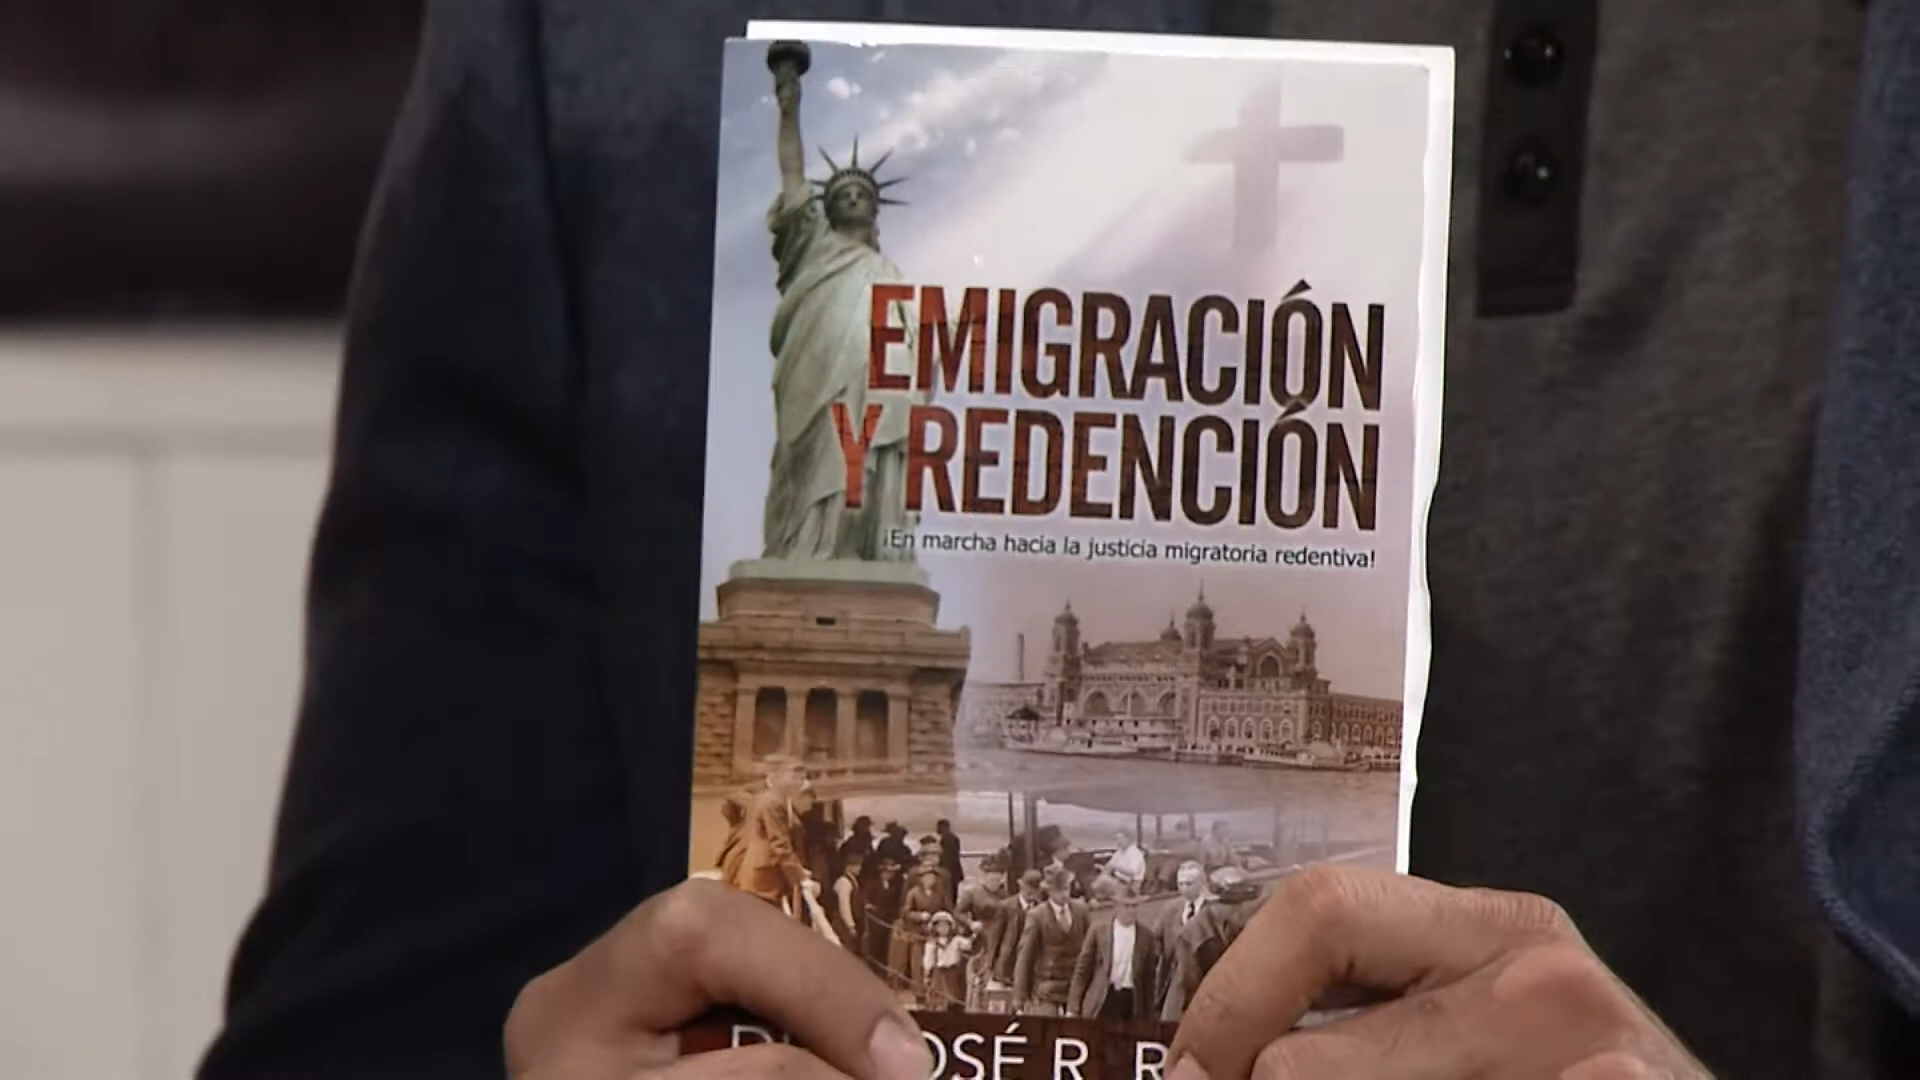 EMIGRACIÓN
Y REDENCIÓN
¡En marcha hacia la justicia migratoria redentiva!
R.